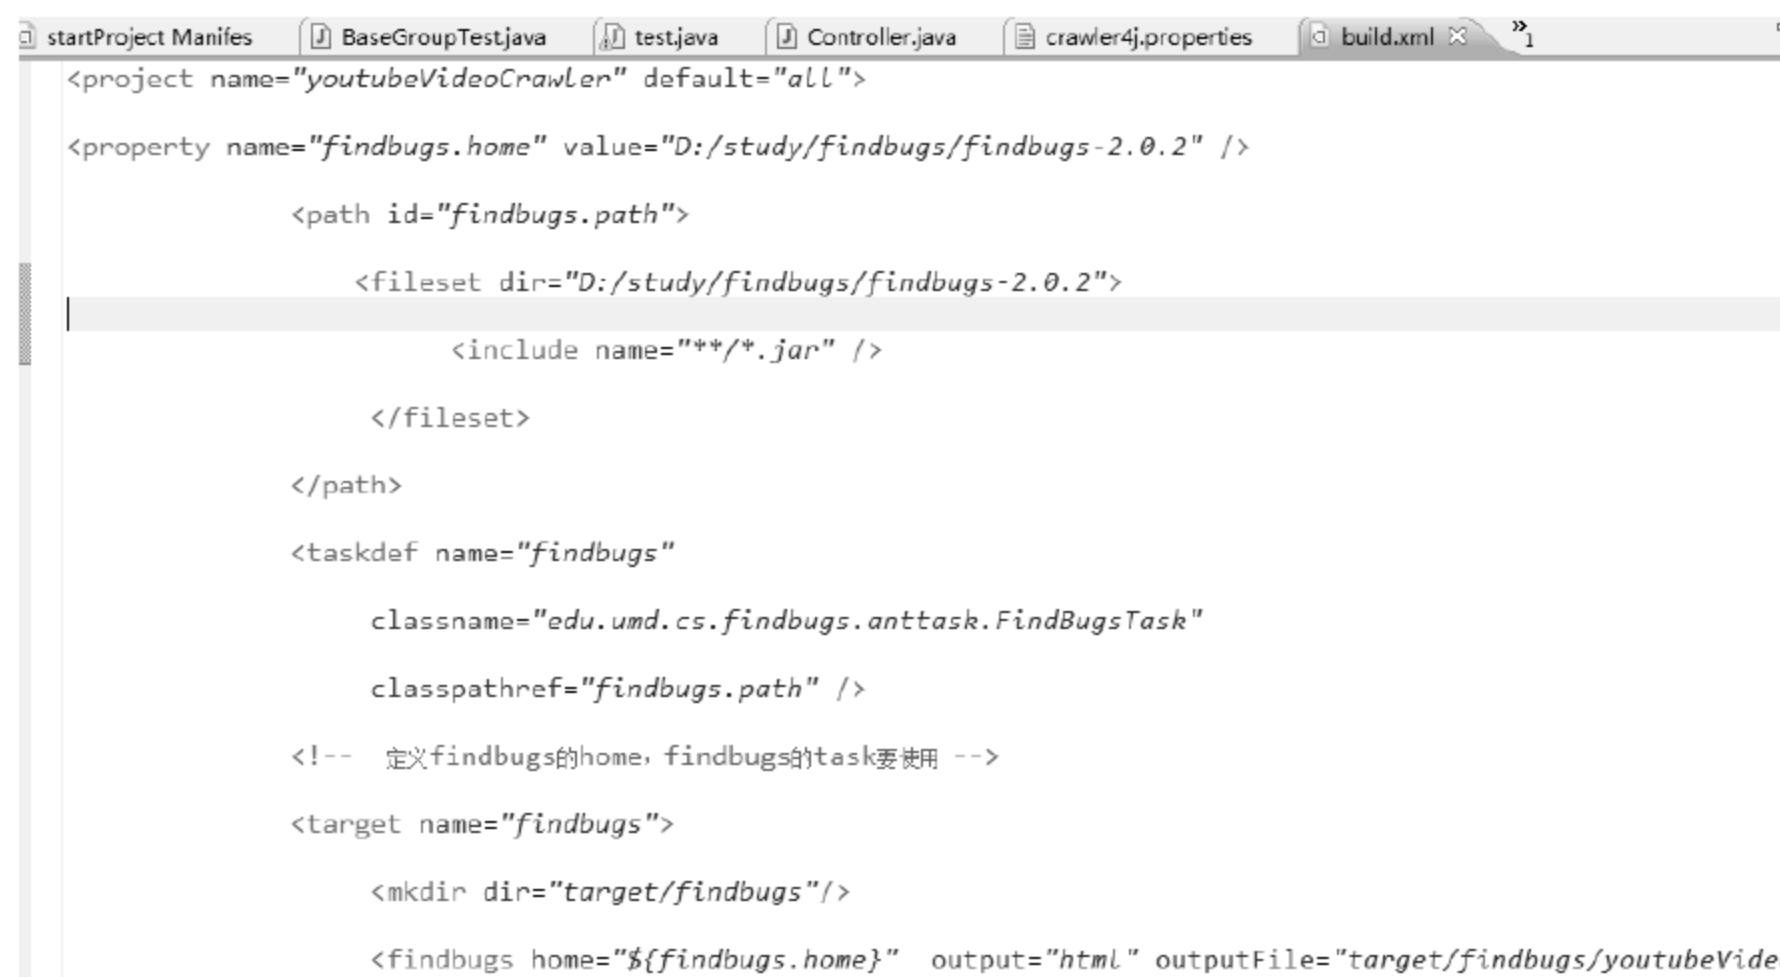 startProject Manifes BaseGroupTest.java test.java Controller.java crawler4j.properties build.xml »1
<project name="youtubeVideoCrawler" default="all">
<property name="findbugs.home" value="D:/study/findbugs/findbugs-2.0.2" />
<path id="findbugs.path">
<fileset dir="D:/study/findbugs/findbugs-2.0.2">
<include name="**/*.jar" />
</fileset>
</path>
<taskdef name="findbugs"
classname="edu.umd.cs.findbugs.anttask.FindBugsTask"
classpathref="findbugs.path" />
<!-- 定义findbugs的home，findbugs的task要使用 -->
<target name="findbugs">
<mkdir dir="target/findbugs"/>
<findbugs home="${findbugs.home}" output="html" outputFile="target/findbugs/youtubeVide